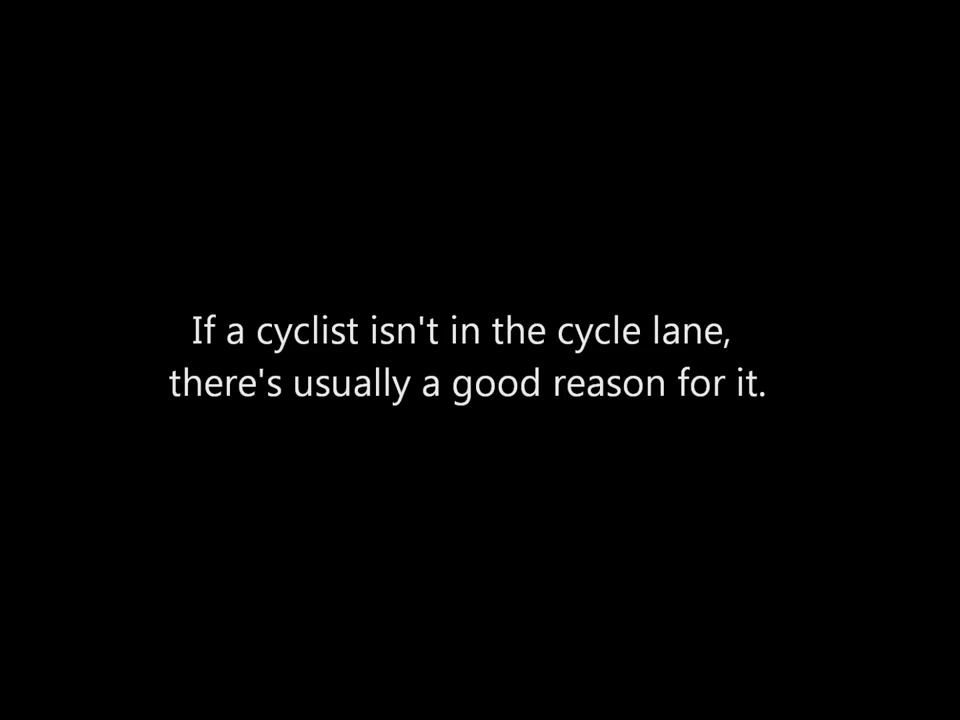 If a cyclist isn't in the cycle lane,
there's usually a good reason for it.